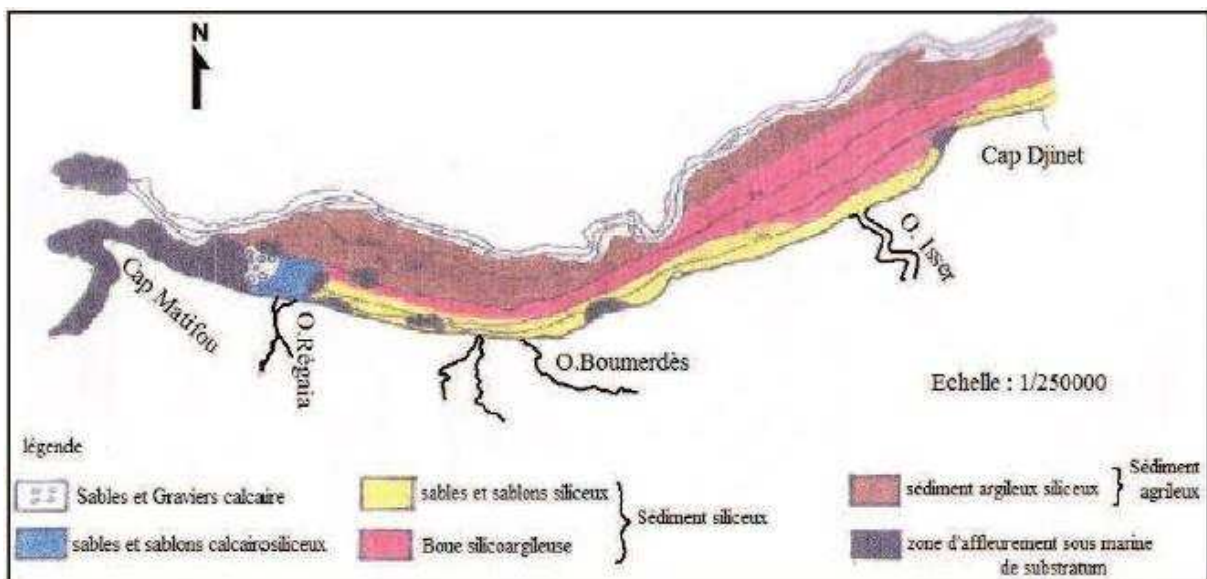 N
Cap Djinet
O. Isser
Cap Matifou
O.Régaia
O.Boumerdès
Echelle : 1/250000
légende
Sables et Graviers calcaire
sables et sablons siliceux
Sédiment siliceux
sédiment argileux siliceux
Sédiment
agrileux
sables et sablons calcairosiliceux
Boue silicoargileuse
zone d'affleurement sous marine
de substratum